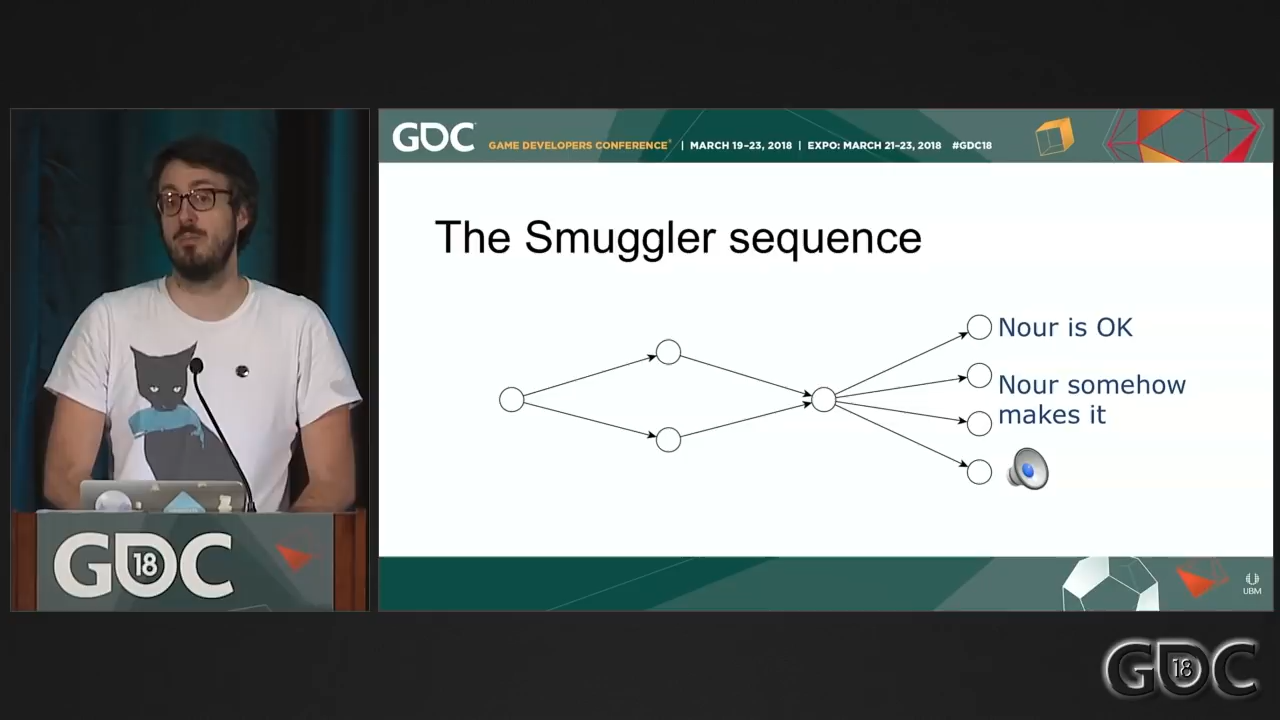 GDC
GAME DEVELOPERS CONFERENCE® | MARCH 19–23, 2018 | EXPO: MARCH 21–23, 2018 #GDC18
The Smuggler sequence
Nour is OK
Nour somehow
makes it
GDC 18
UBM
GDC 18